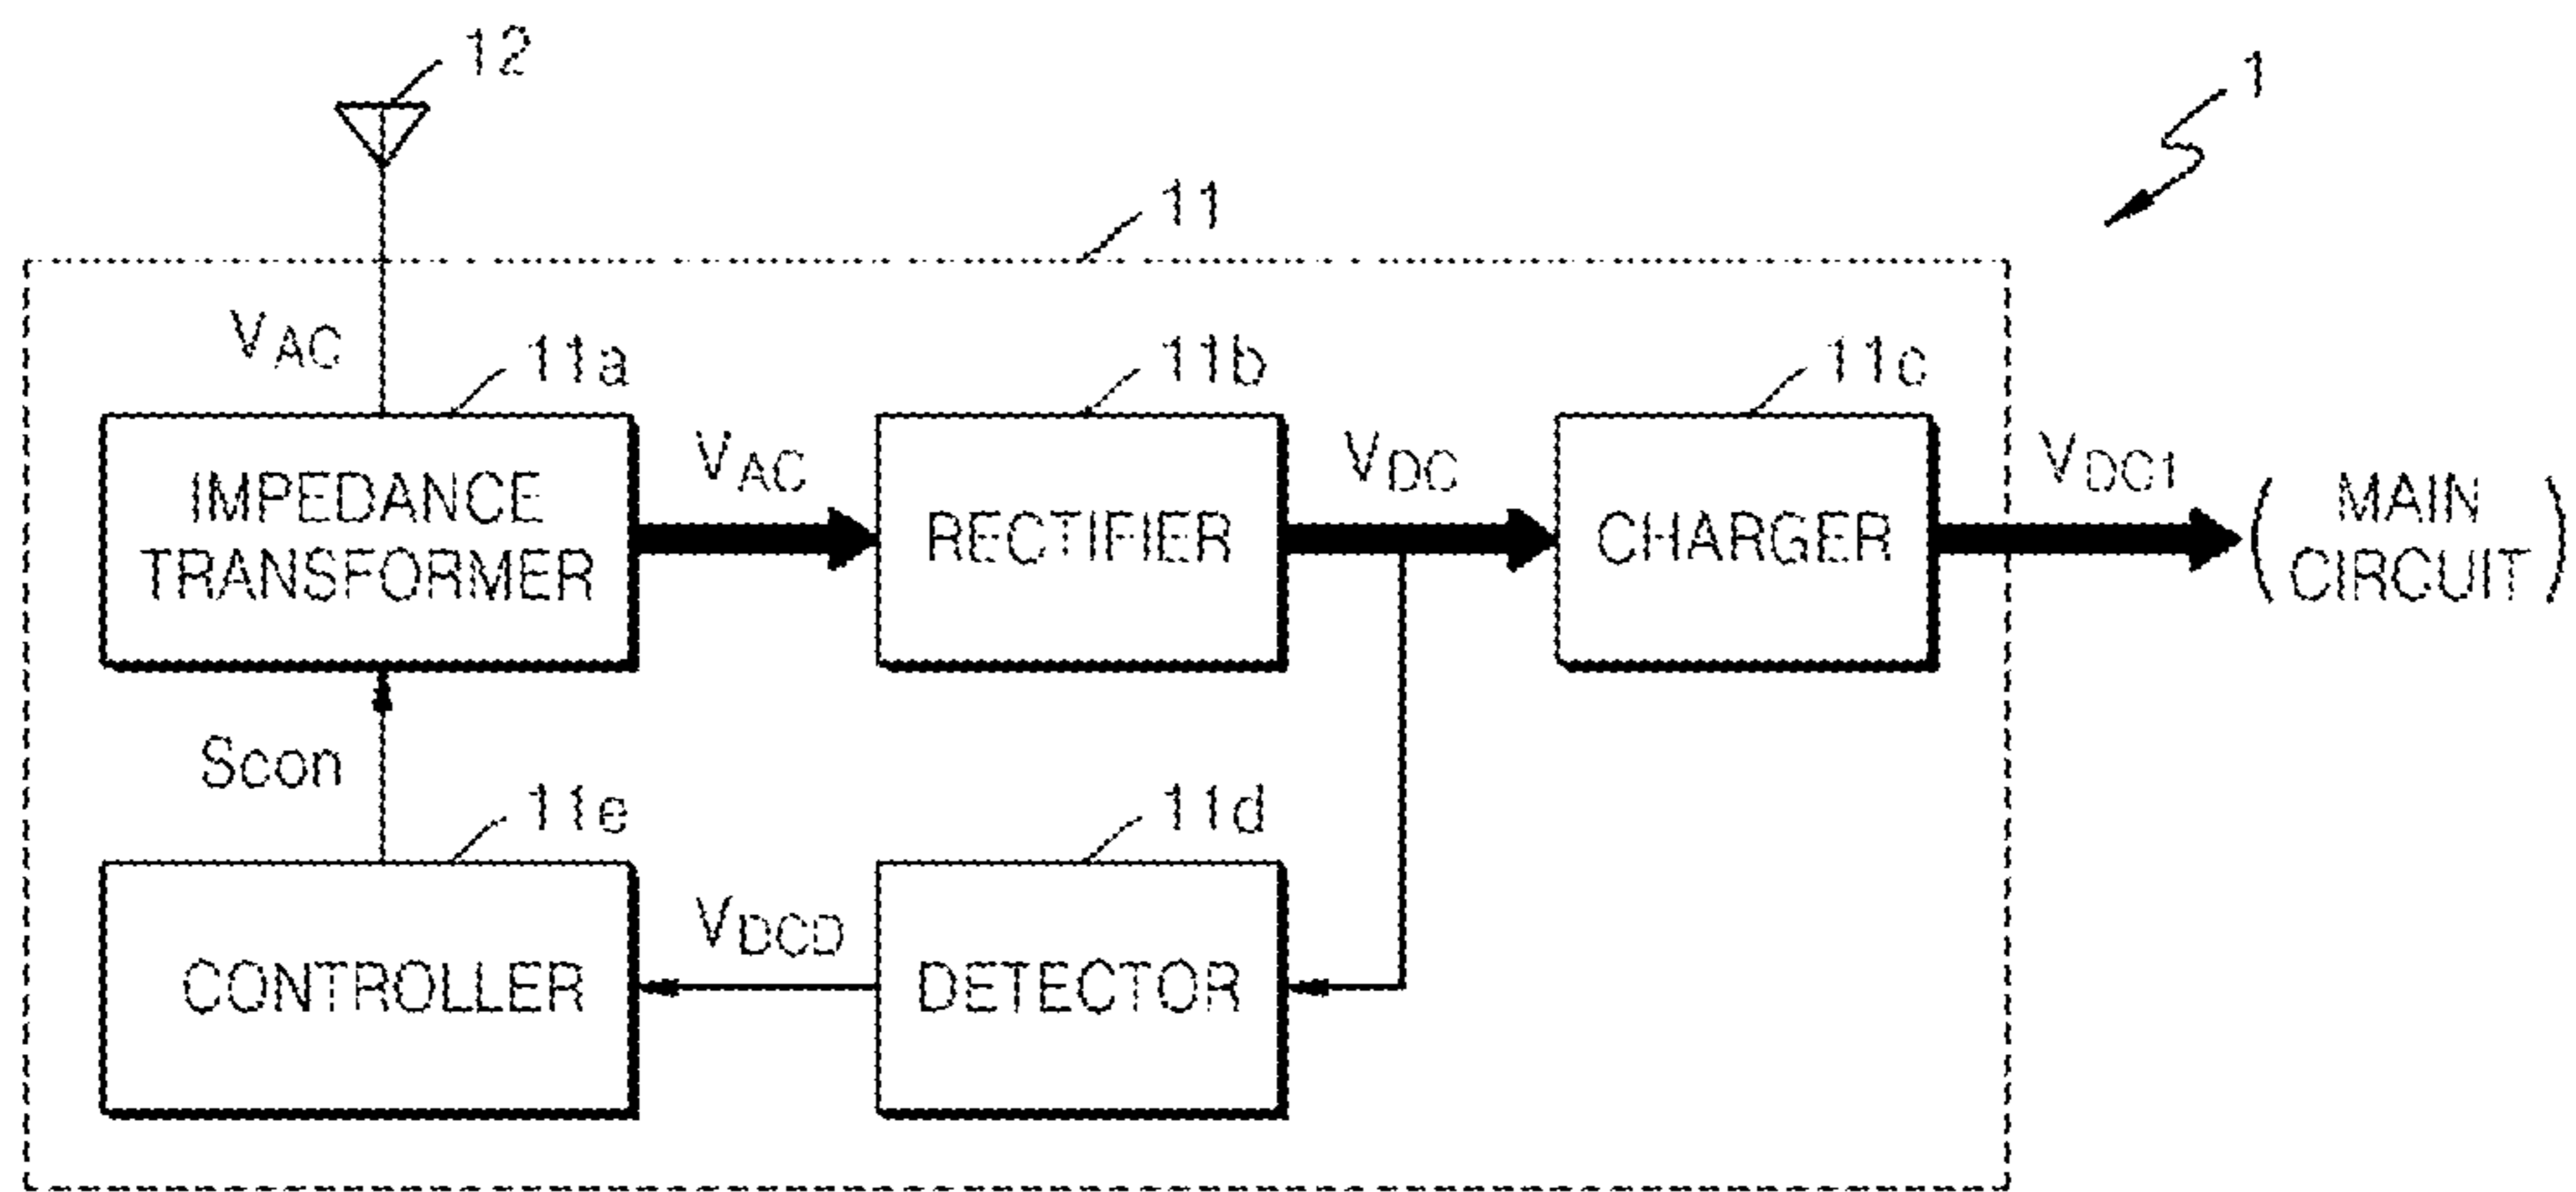 12
1
11
VAC
11a
11b
11c
IMPEDANCE
TRANSFORMER
VAC
RECTIFIER
VDC
CHARGER
VDC1
( MAIN
CIRCUIT )
Scon
11e
11d
CONTROLLER
VDCD
DETECTOR